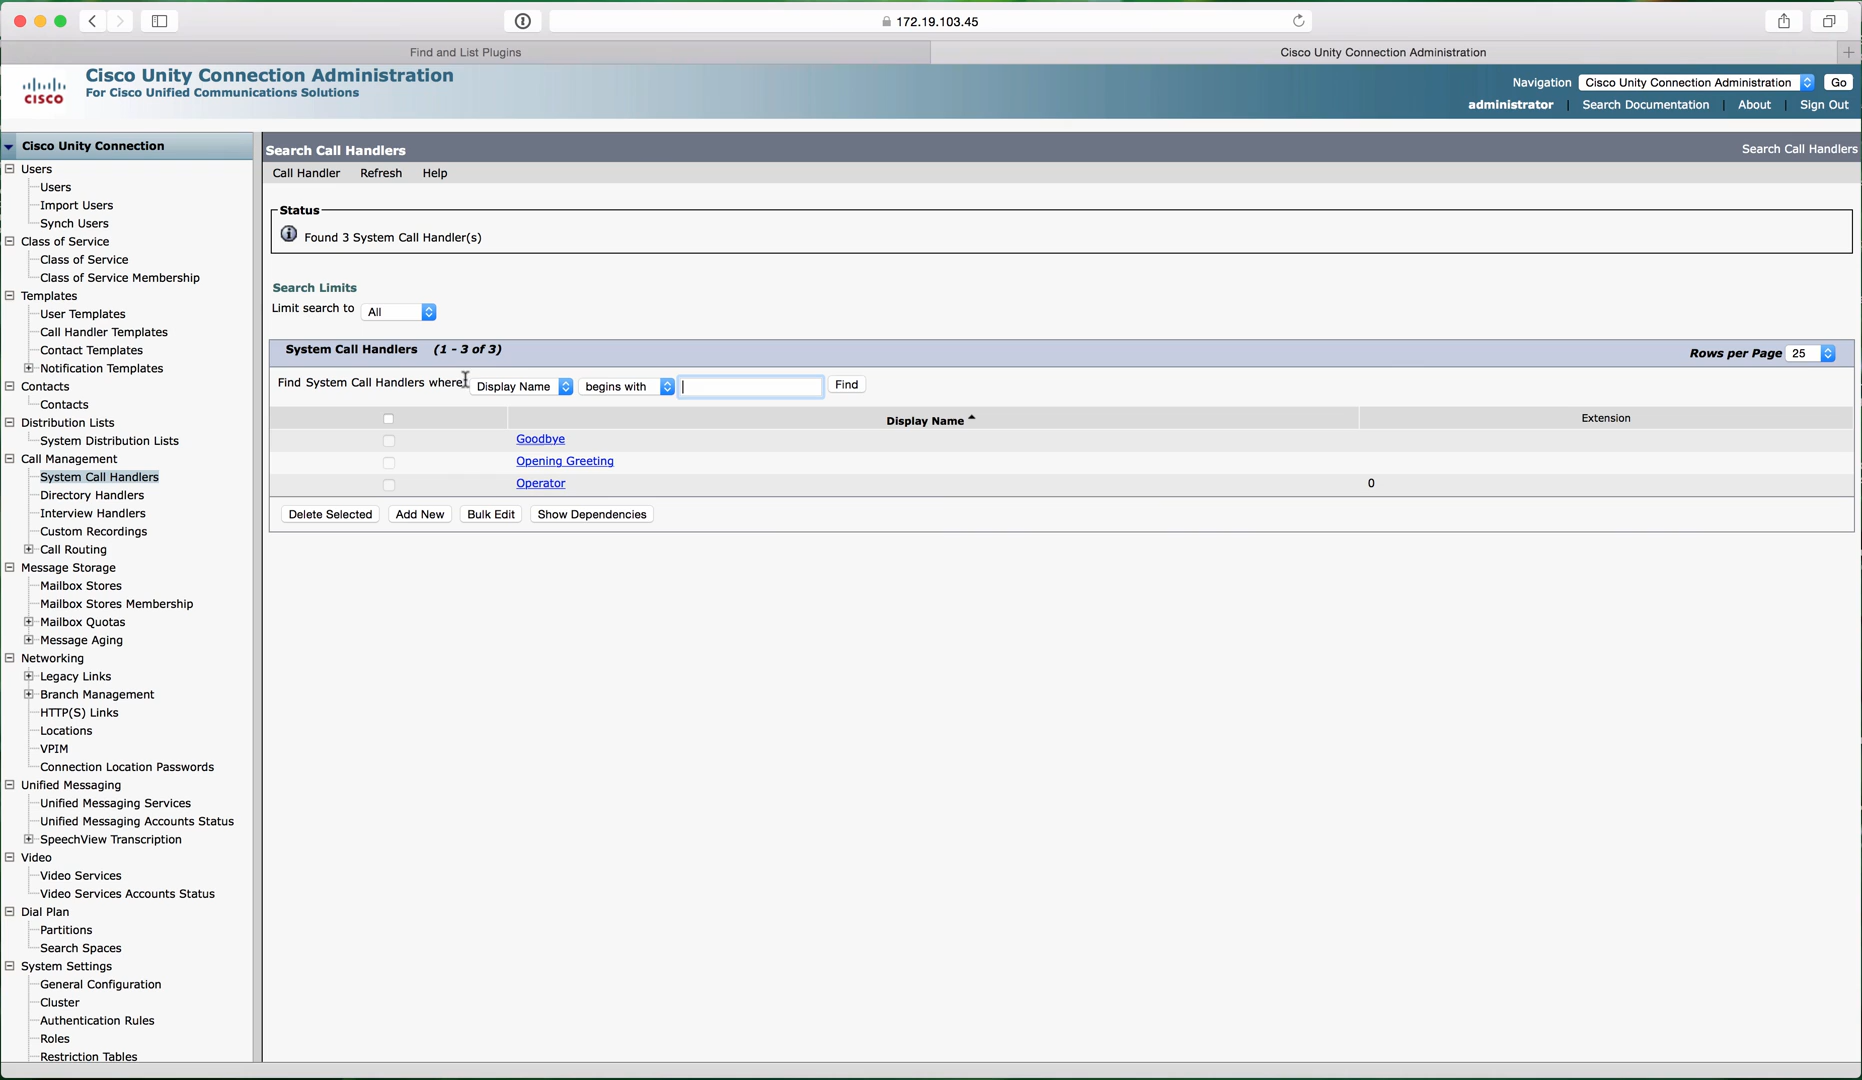 172.19.103.45
Find and List Plugins
Cisco Unity Connection Administration
CISCO
Cisco Unity Connection Administration
For Cisco Unified Communications Solutions
Navigation Cisco Unity Connection Administration Go
administrator | Search Documentation | About | Sign Out
Cisco Unity Connection
Users
Users
Import Users
Synch Users
Class of Service
Class of Service
Class of Service Membership
Templates
User Templates
Call Handler Templates
Contact Templates
Notification Templates
Contacts
Contacts
Distribution Lists
System Distribution Lists
Call Management
System Call Handlers
Directory Handlers
Interview Handlers
Custom Recordings
Call Routing
Message Storage
Mailbox Stores
Mailbox Stores Membership
Mailbox Quotas
Message Aging
Networking
Legacy Links
Branch Management
HTTP(S) Links
Locations
VPIM
Connection Location Passwords
Unified Messaging
Unified Messaging Services
Unified Messaging Accounts Status
SpeechView Transcription
Video
Video Services
Video Services Accounts Status
Dial Plan
Partitions
Search Spaces
System Settings
General Configuration
Cluster
Authentication Rules
Roles
Restriction Tables
Search Call Handlers
Search Call Handlers
Call Handler Refresh Help
Status
Found 3 System Call Handler(s)
Search Limits
Limit search to All
System Call Handlers (1 - 3 of 3)
Rows per Page 25
Find System Call Handlers where Display Name begins with Find
Display Name Extension
Goodbye
Opening Greeting
Operator 0
Delete Selected Add New Bulk Edit Show Dependencies